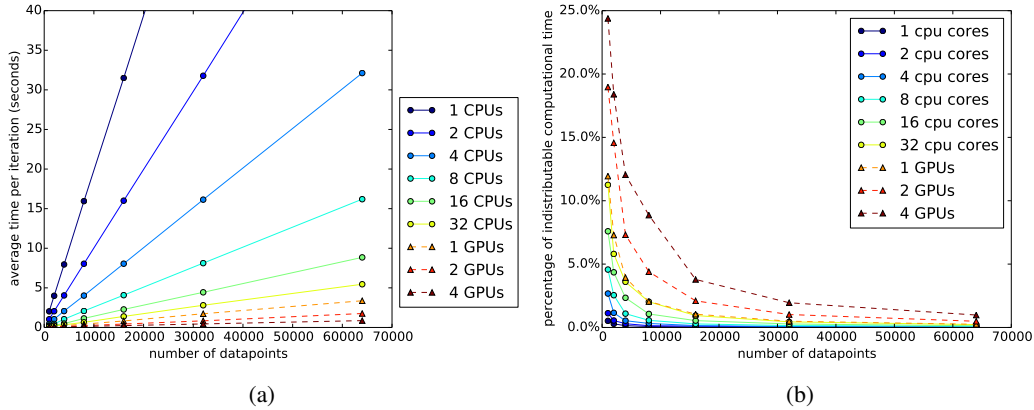 40
35
30
25
20
15
10
5
0
0 10000 20000 30000 40000 50000 60000 70000
average time per iteration (seconds)
number of datapoints
1 CPUs
2 CPUs
4 CPUs
8 CPUs
16 CPUs
32 CPUs
1 GPUs
2 GPUs
4 GPUs
(a)
25.0%
20.0%
15.0%
10.0%
5.0%
0.0%
0 10000 20000 30000 40000 50000 60000 70000
percentage of indistributable computational time
number of datapoints
1 cpu cores
2 cpu cores
4 cpu cores
8 cpu cores
16 cpu cores
32 cpu cores
1 GPUs
2 GPUs
4 GPUs
(b)